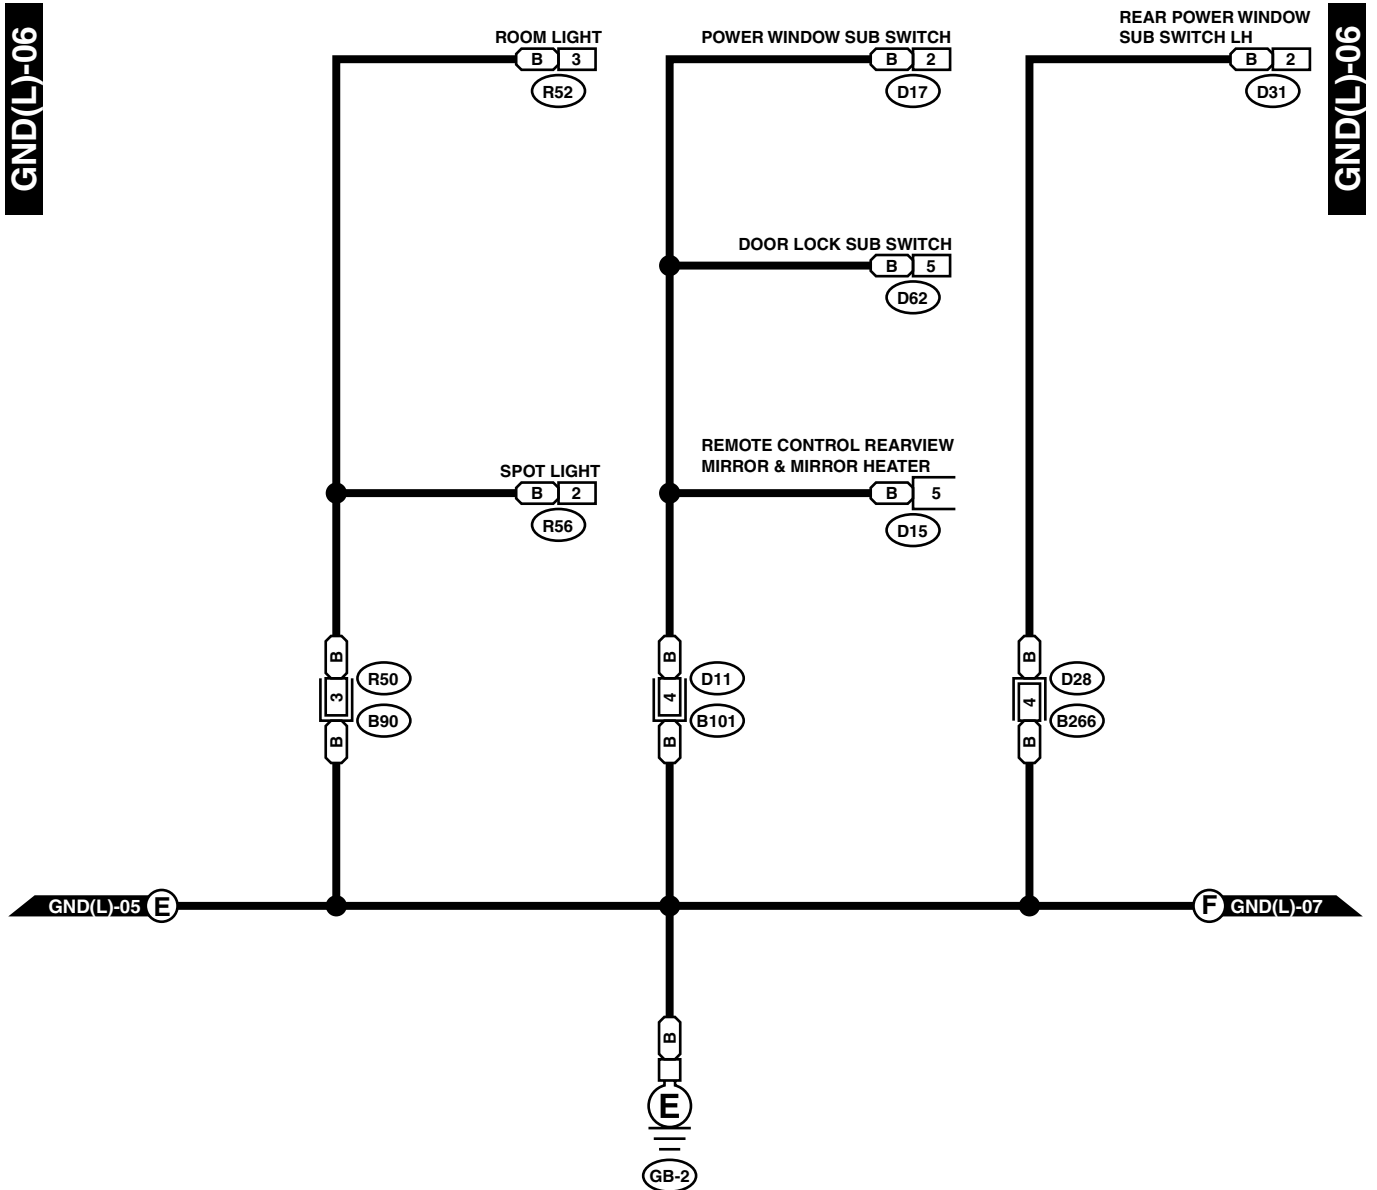 GND(L)-06
GND(L)-06
ROOM LIGHT
B 3
R52
POWER WINDOW SUB SWITCH
B 2
D17
REAR POWER WINDOW
SUB SWITCH LH
B 2
D31
DOOR LOCK SUB SWITCH
B 5
D62
SPOT LIGHT
B 2
R56
REMOTE CONTROL REARVIEW
MIRROR & MIRROR HEATER
B 5
D15
B
R50
3
B90
B
B
D11
4
B101
B
B
D28
4
B266
B
GND(L)-05 E
F GND(L)-07
B
E
GB-2